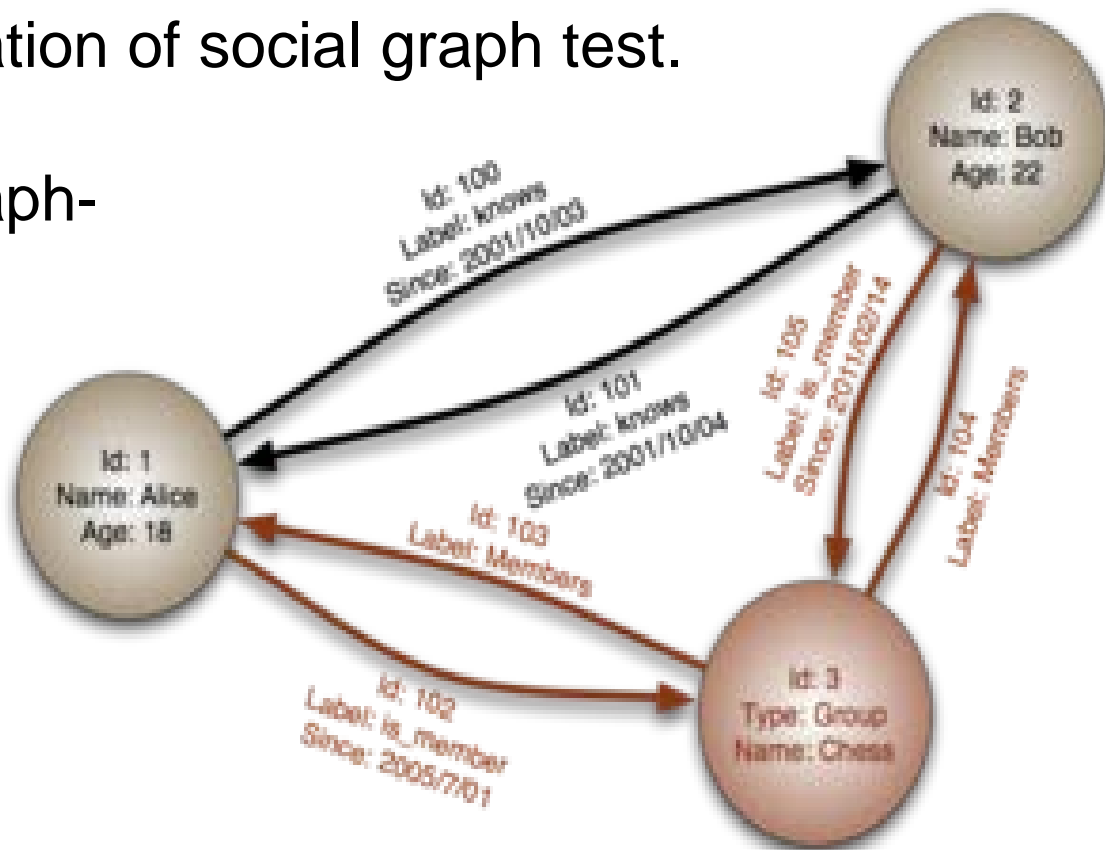 ation of social graph test.
aph-
Id: 2
Name: Bob
Age: 22
Id: 100
Label: knows
Since: 2001/10/03
Id: 101
Label: knows
Since: 2001/10/04
Id: 105
Label: is_member
Since: 2011/02/14
Id: 104
Label: Members
Id: 1
Name: Alice
Age: 18
Id: 103
Label: Members
Id: 102
Label: is_member
Since: 2005/7/01
Id: 3
Type: Group
Name: Chess